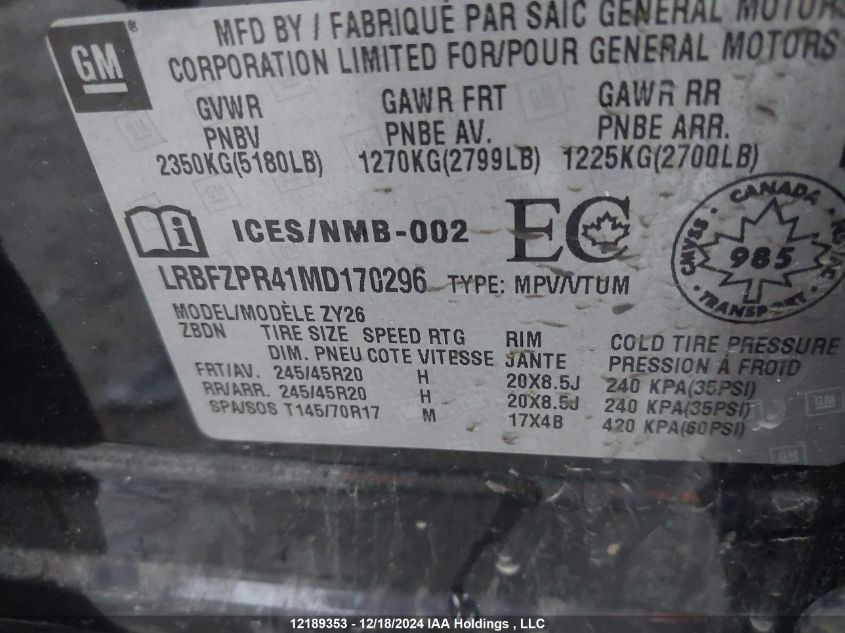 GM
MFD BY / FABRIQUÉ PAR SAIC GENERAL MOTORS
CORPORATION LIMITED FOR/POUR GENERAL MOTORS
GVWR GAWR FRT GAWR RR
PNBV PNBE AV. PNBE ARR.
2350KG(5180LB) 1270KG(2799LB) 1225KG(2700LB)
i ICES/NMB-002 EC
CANADA
CMVSS 985 NSVAC
TRANSPORT
LRBFZPR41MD170296 TYPE: MPV/VTUM
MODEL/MODÈLE ZY26
ZBDN TIRE SIZE SPEED RTG RIM COLD TIRE PRESSURE
DIM. PNEU COTE VITESSE JANTE PRESSION À FROID
FRT/AV. 245/45R20 H 20X8.5J 240 KPA(35PSI)
RR/ARR. 245/45R20 H 20X8.5J 240 KPA(35PSI)
SPA/SOS T145/70R17 M 17X4B 420 KPA(60PSI)
GM
12189353 - 12/18/2024 IAA Holdings, LLC